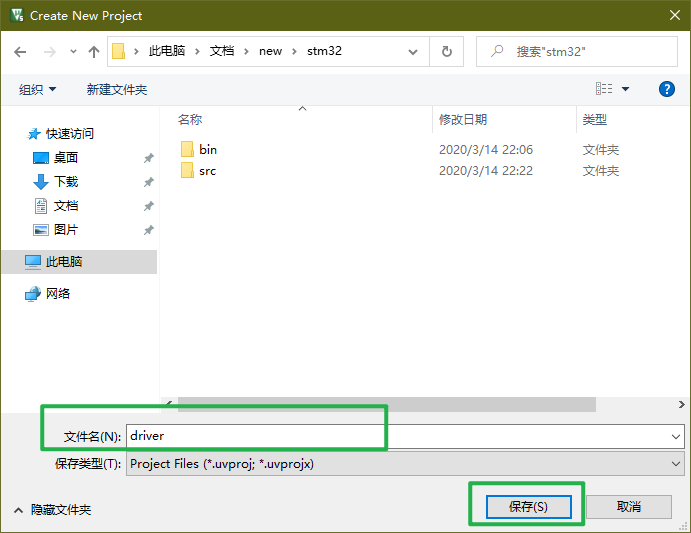 Create New Project
此电脑 文档 new stm32
搜索"stm32"
组织 新建文件夹
名称 修改日期 类型
快速访问
桌面
下载
文档
图片
此电脑
网络
bin 2020/3/14 22:06 文件夹
src 2020/3/14 22:22 文件夹
文件名(N): driver
保存类型(T): Project Files (*.uvproj; *.uvprojx)
隐藏文件夹
保存(S) 取消